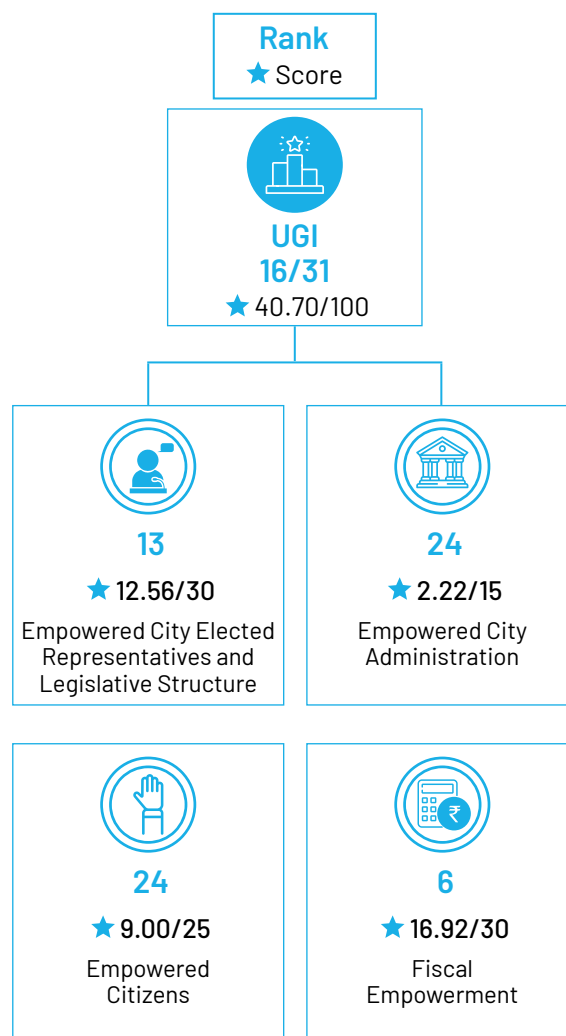 Rank
★ Score
UGI
16/31
★ 40.70/100
13
★ 12.56/30
Empowered City Elected
Representatives and
Legislative Structure
24
★ 2.22/15
Empowered City
Administration
24
★ 9.00/25
Empowered
Citizens
₹
6
★ 16.92/30
Fiscal
Empowerment